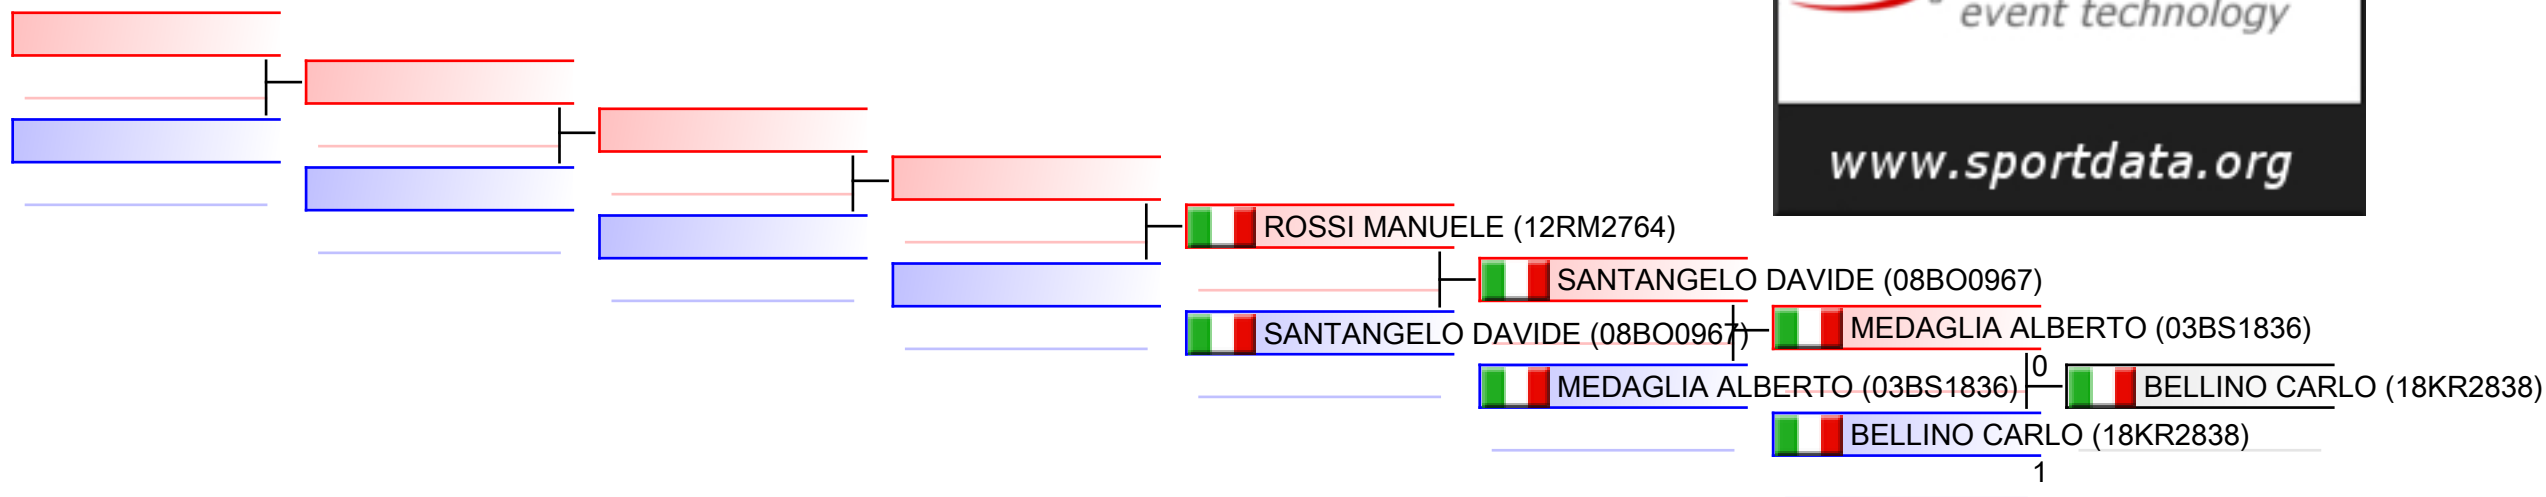 event technology
www.sportdata.org
ROSSI MANUELE (12RM2764)
SANTANGELO DAVIDE (08BO0967)
SANTANGELO DAVIDE (08BO0967)
MEDAGLIA ALBERTO (03BS1836)
0
MEDAGLIA ALBERTO (03BS1836)
BELLINO CARLO (18KR2838)
BELLINO CARLO (18KR2838)
1